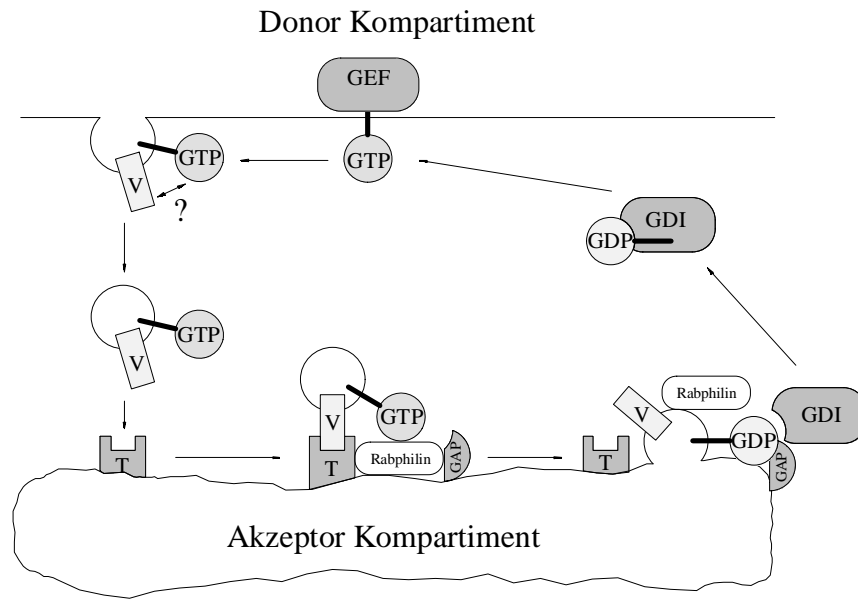 Donor Kompartiment
GEF
GTP
GTP
V
?
GDI
GDP
GTP
V
V
GTP
T
Rabphilin
GAP
T
V
Rabphilin
GDI
GDP
GAP
T
Akzeptor Kompartiment